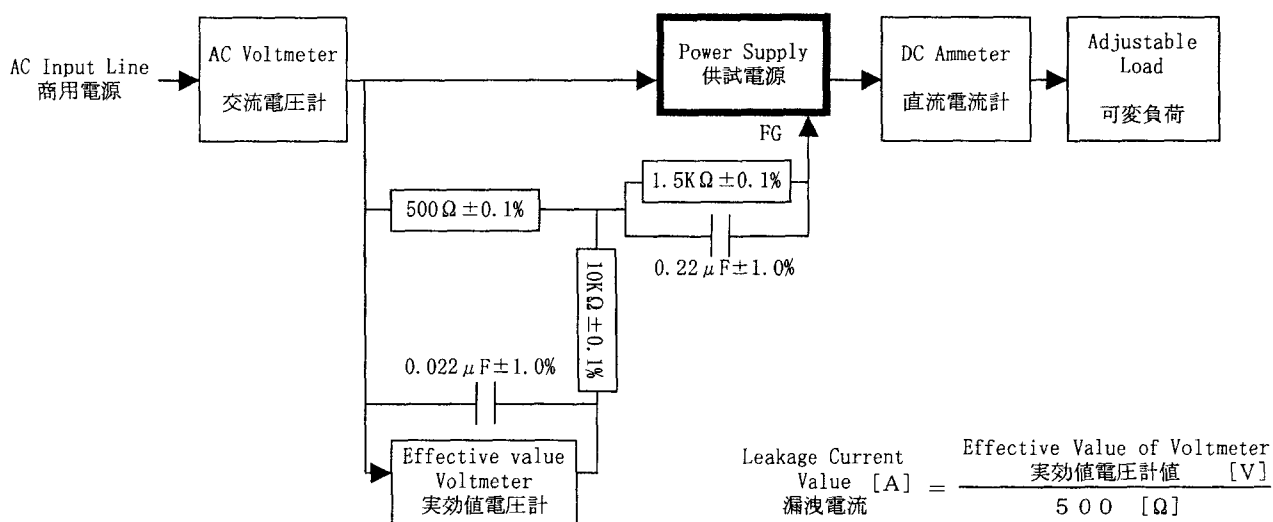 AC Input Line
商用電源
AC Voltmeter
交流電圧計
Power Supply
供試電源
DC Ammeter
直流電流計
Adjustable
Load
可変負荷
FG
1.5KΩ±0.1%
500Ω±0.1%
0.22μF±1.0%
10KΩ±0.1%
0.022μF±1.0%
Effective value
Voltmeter
実効値電圧計
Leakage Current
Value [A]
漏洩電流
=
Effective Value of Voltmeter
実効値電圧計値 [V]
500 [Ω]